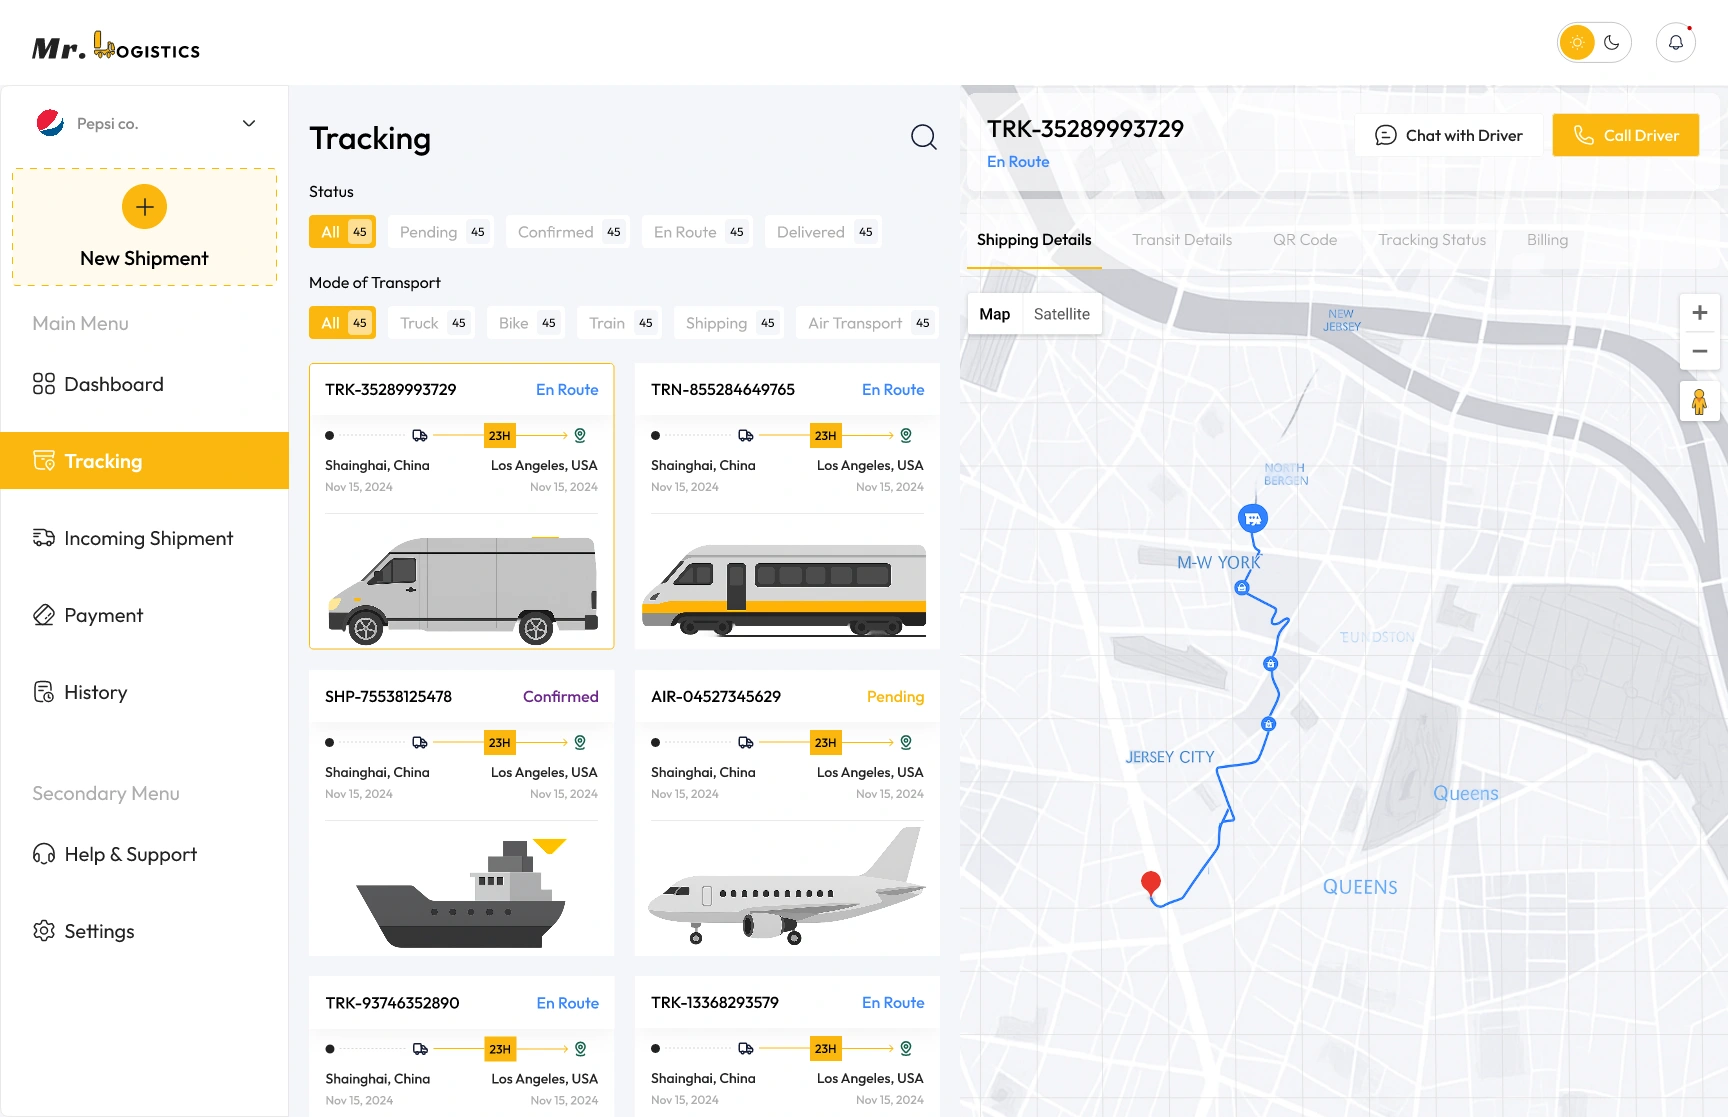 Mr. LOGISTICS
Pepsi co.
New Shipment
Main Menu
Dashboard
Tracking
Incoming Shipment
Payment
History
Secondary Menu
Help & Support
Settings
Tracking
Status
All 45 Pending 45 Confirmed 45 En Route 45 Delivered 45
Mode of Transport
All 45 Truck 45 Bike 45 Train 45 Shipping 45 Air Transport 45
TRK-35289993729 En Route
23H
Shainghai, China Los Angeles, USA
Nov 15, 2024 Nov 15, 2024
TRN-855284649765 En Route
23H
Shainghai, China Los Angeles, USA
Nov 15, 2024 Nov 15, 2024
SHP-75538125478 Confirmed
23H
Shainghai, China Los Angeles, USA
Nov 15, 2024 Nov 15, 2024
AIR-04527345629 Pending
23H
Shainghai, China Los Angeles, USA
Nov 15, 2024 Nov 15, 2024
TRK-93746352890 En Route
23H
Shainghai, China Los Angeles, USA
Nov 15, 2024 Nov 15, 2024
TRK-13368293579 En Route
23H
Shainghai, China Los Angeles, USA
Nov 15, 2024 Nov 15, 2024
TRK-35289993729
En Route
Chat with Driver
Call Driver
Shipping Details Transit Details QR Code Tracking Status Billing
Map Satellite
NEW
JERSEY
NORTH
BERGEN
M-W YORK
JERSEY CITY
Queens
QUEENS